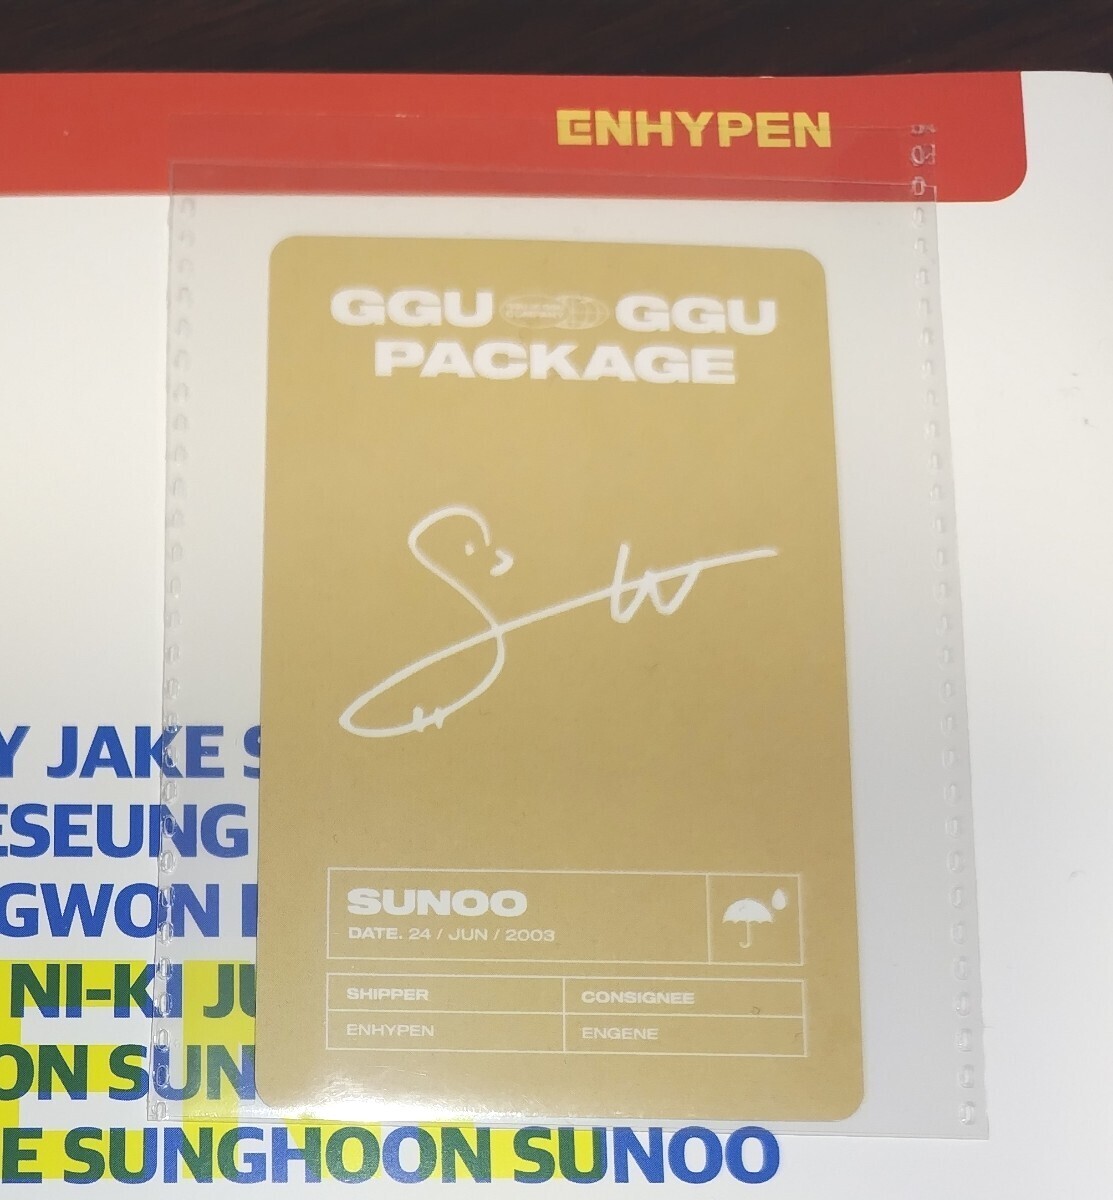 ENHYPEN
GGU GGU
PACKAGE
SUNOO
DATE. 24 / JUN / 2003
SHIPPER
CONSIGNEE
ENHYPEN
ENGENE
Y JAKE S
ESEUNG
GWON
NI-KI JU
ON SUN
E SUNGHOON SUNOO